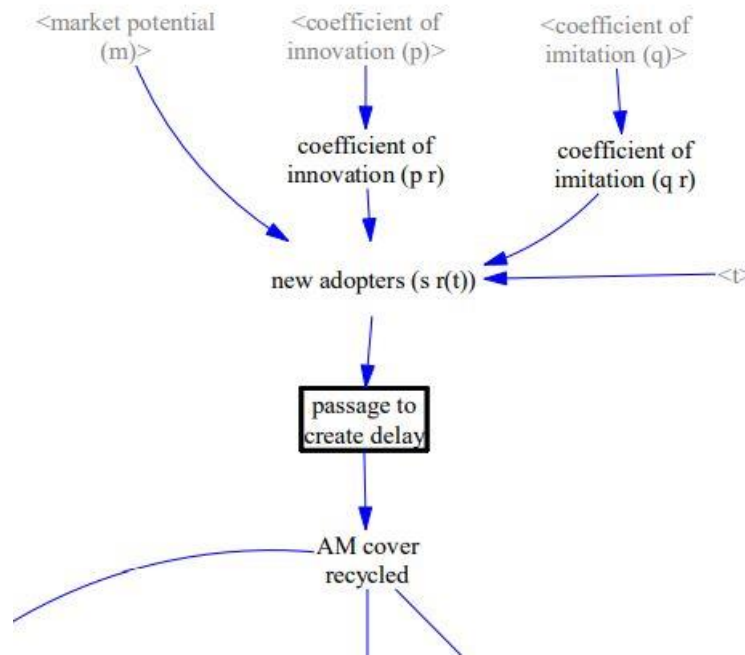 <market potential
(m)>
<coefficient of
innovation (p)>
<coefficient of
imitation (q)>
coefficient of
innovation (p r)
coefficient of
imitation (q r)
new adopters (s r(t))
<t>
passage to
create delay
AM cover
recycled